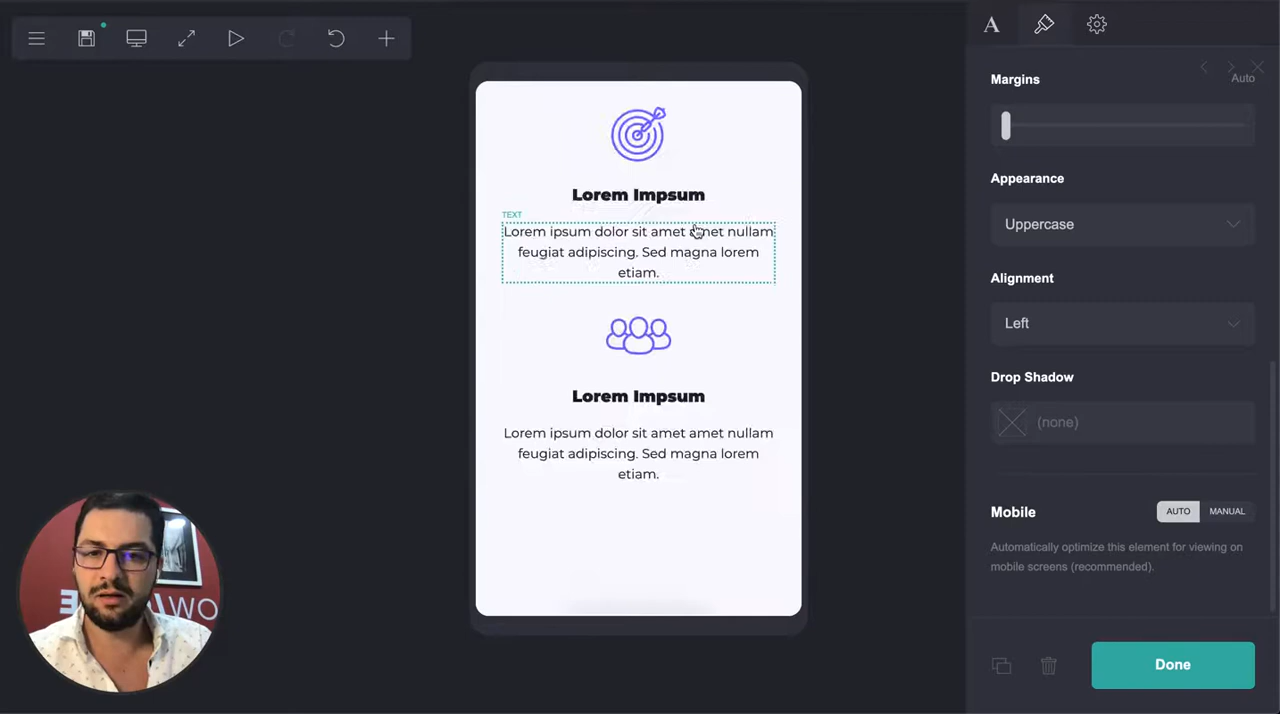 A
Margins
Auto
Appearance
Uppercase
Alignment
Left
Drop Shadow
(none)
Mobile
AUTO MANUAL
Automatically optimize this element for viewing on
mobile screens (recommended).
Done
Lorem Impsum
TEXT
Lorem ipsum dolor sit amet amet nullam
feugiat adipiscing. Sed magna lorem
etiam.
Lorem Impsum
Lorem ipsum dolor sit amet amet nullam
feugiat adipiscing. Sed magna lorem
etiam.